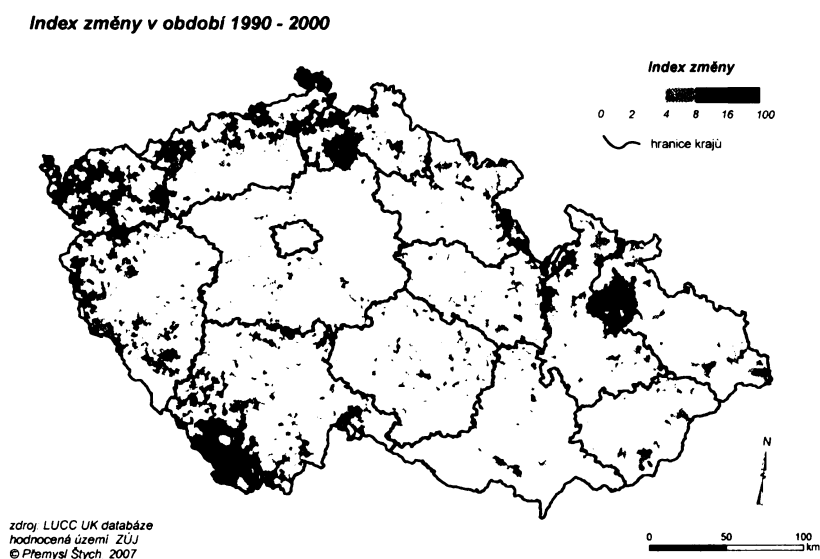 Index změny v období 1990 - 2000
Index změny
0 2 4 8 16 100
hranice krajů
N
zdroj. LUCC UK databáze
hodnocená území ZÚJ
© Přemysl Štych 2007
0 50 100
km